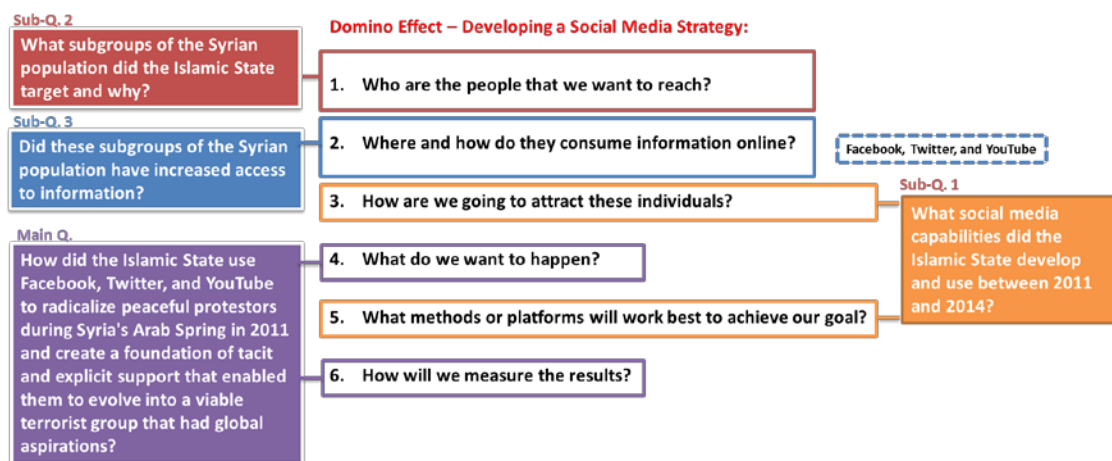 Sub-Q. 2
What subgroups of the Syrian
population did the Islamic State
target and why?
Sub-Q. 3
Did these subgroups of the Syrian
population have increased access
to information?
Main Q.
How did the Islamic State use
Facebook, Twitter, and YouTube
to radicalize peaceful protestors
during Syria's Arab Spring in 2011
and create a foundation of tacit
and explicit support that enabled
them to evolve into a viable
terrorist group that had global
aspirations?
Domino Effect – Developing a Social Media Strategy:
1. Who are the people that we want to reach?
2. Where and how do they consume information online?
3. How are we going to attract these individuals?
4. What do we want to happen?
5. What methods or platforms will work best to achieve our goal?
6. How will we measure the results?
Facebook, Twitter, and YouTube
Sub-Q. 1
What social media
capabilities did the
Islamic State develop
and use between 2011
and 2014?